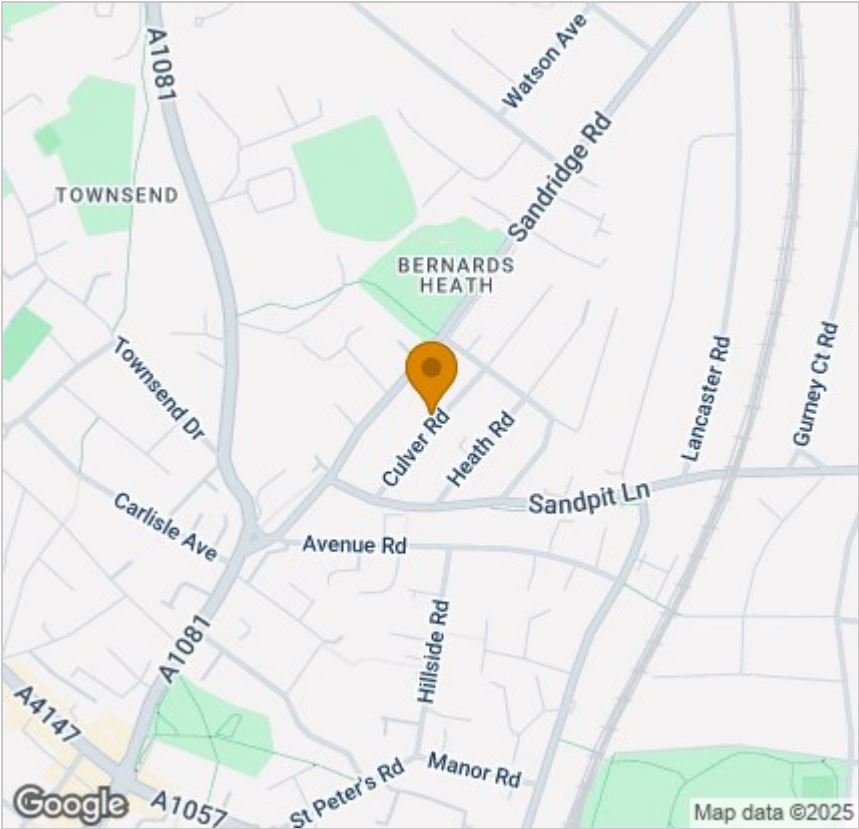 A1081
Watson Ave
Sandridge Rd
TOWNSEND
BERNARDS
HEATH
Townsend Dr
Lancaster Rd
Gurney Ct Rd
Culver Rd
Heath Rd
Sandpit Ln
Carlisle Ave
Avenue Rd
A1081
Hillside Rd
A4147
St Peter's Rd
Manor Rd
A1057
Google
Map data ©2025